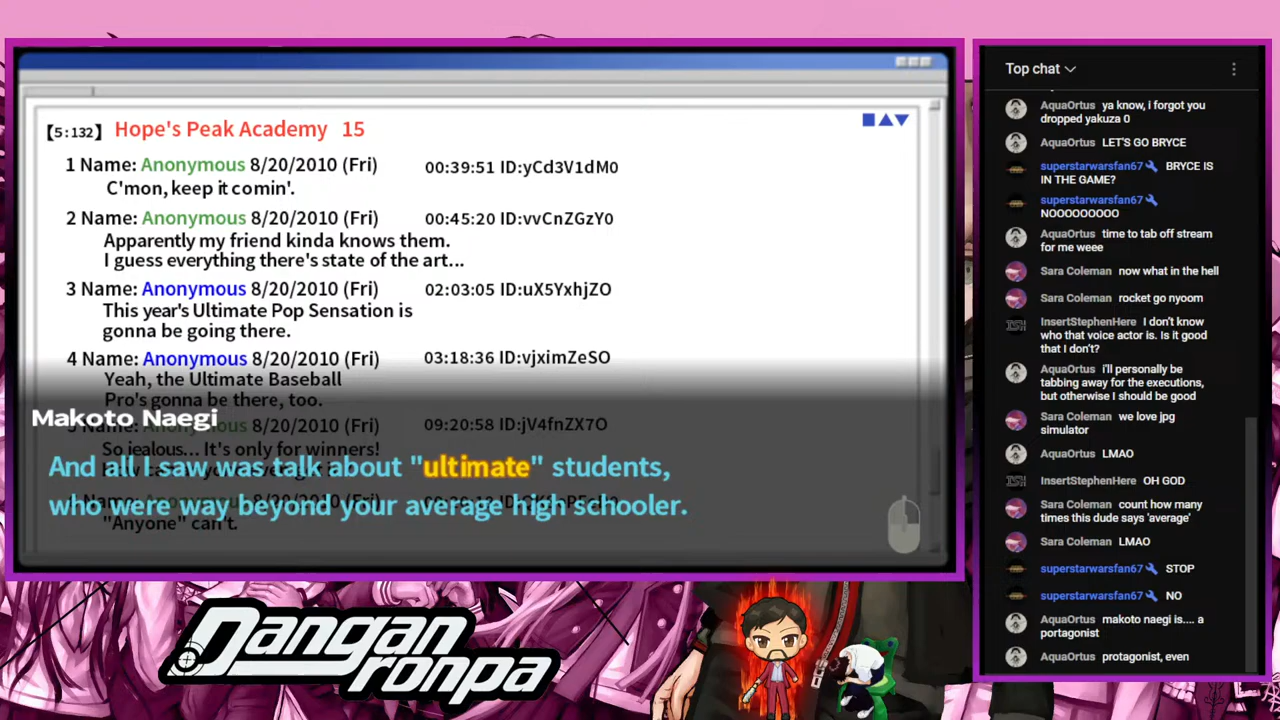 【5:132】 Hope's Peak Academy 15
1 Name: Anonymous 8/20/2010 (Fri) 00:39:51 ID:yCd3V1dM0
C'mon, keep it comin'.
2 Name: Anonymous 8/20/2010 (Fri) 00:45:20 ID:vvCnZGzY0
Apparently my friend kinda knows them.
I guess everything there's state of the art...
3 Name: Anonymous 8/20/2010 (Fri) 02:03:05 ID:uX5YxhjZO
This year's Ultimate Pop Sensation is
gonna be going there.
4 Name: Anonymous 8/20/2010 (Fri) 03:18:36 ID:vjximZeSO
Yeah, the Ultimate Baseball
Pro's gonna be there, too.
Name: Anonymous 8/20/2010 (Fri) 09:20:58 ID:jV4fnZX7O
So jealous... It's only for winners!
"Anyone" can't.
Makoto Naegi
And all I saw was talk about "ultimate" students,
who were way beyond your average high schooler.
Dangan
ronpa
Top chat
AquaOrtus ya know, i forgot you
dropped yakuza 0
AquaOrtus LET'S GO BRYCE
superstarwarsfan67 BRYCE IS
IN THE GAME?
superstarwarsfan67
NOOOOOOOOO
AquaOrtus time to tab off stream
for me weee
Sara Coleman now what in the hell
Sara Coleman rocket go nyoom
InsertStephenHere I don't know
who that voice actor is. Is it good
that I don't?
AquaOrtus i'll personally be
tabbing away for the executions,
but otherwise I should be good
Sara Coleman we love jpg
simulator
AquaOrtus LMAO
InsertStephenHere OH GOD
Sara Coleman count how many
times this dude says 'average'
Sara Coleman LMAO
superstarwarsfan67 STOP
superstarwarsfan67 NO
AquaOrtus makoto naegi is.... a
portagonist
AquaOrtus protagonist, even